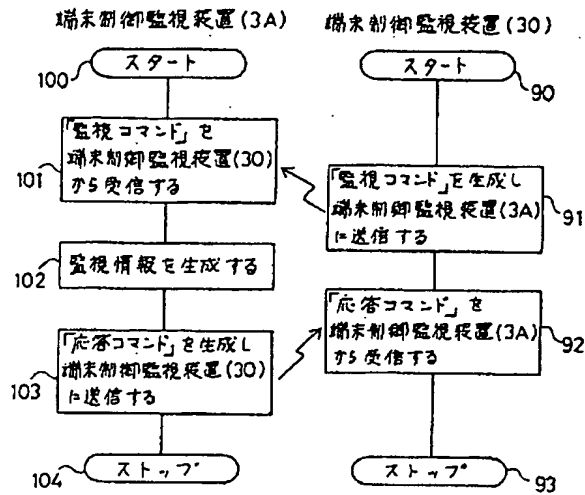 端末制御監視装置(3A)
100
スタート
「監視コマンド」を
端末制御監視装置(30)
から受信する
101
監視情報を生成する
102
「応答コマンド」を生成し
端末制御監視装置(30)
に送信する
103
ストップ
104
端末制御監視装置(30)
スタート
90
「監視コマンド」を生成し
端末制御監視装置(3A)
に送信する
91
「応答コマンド」を
端末制御監視装置(3A)
から受信する
92
ストップ
93